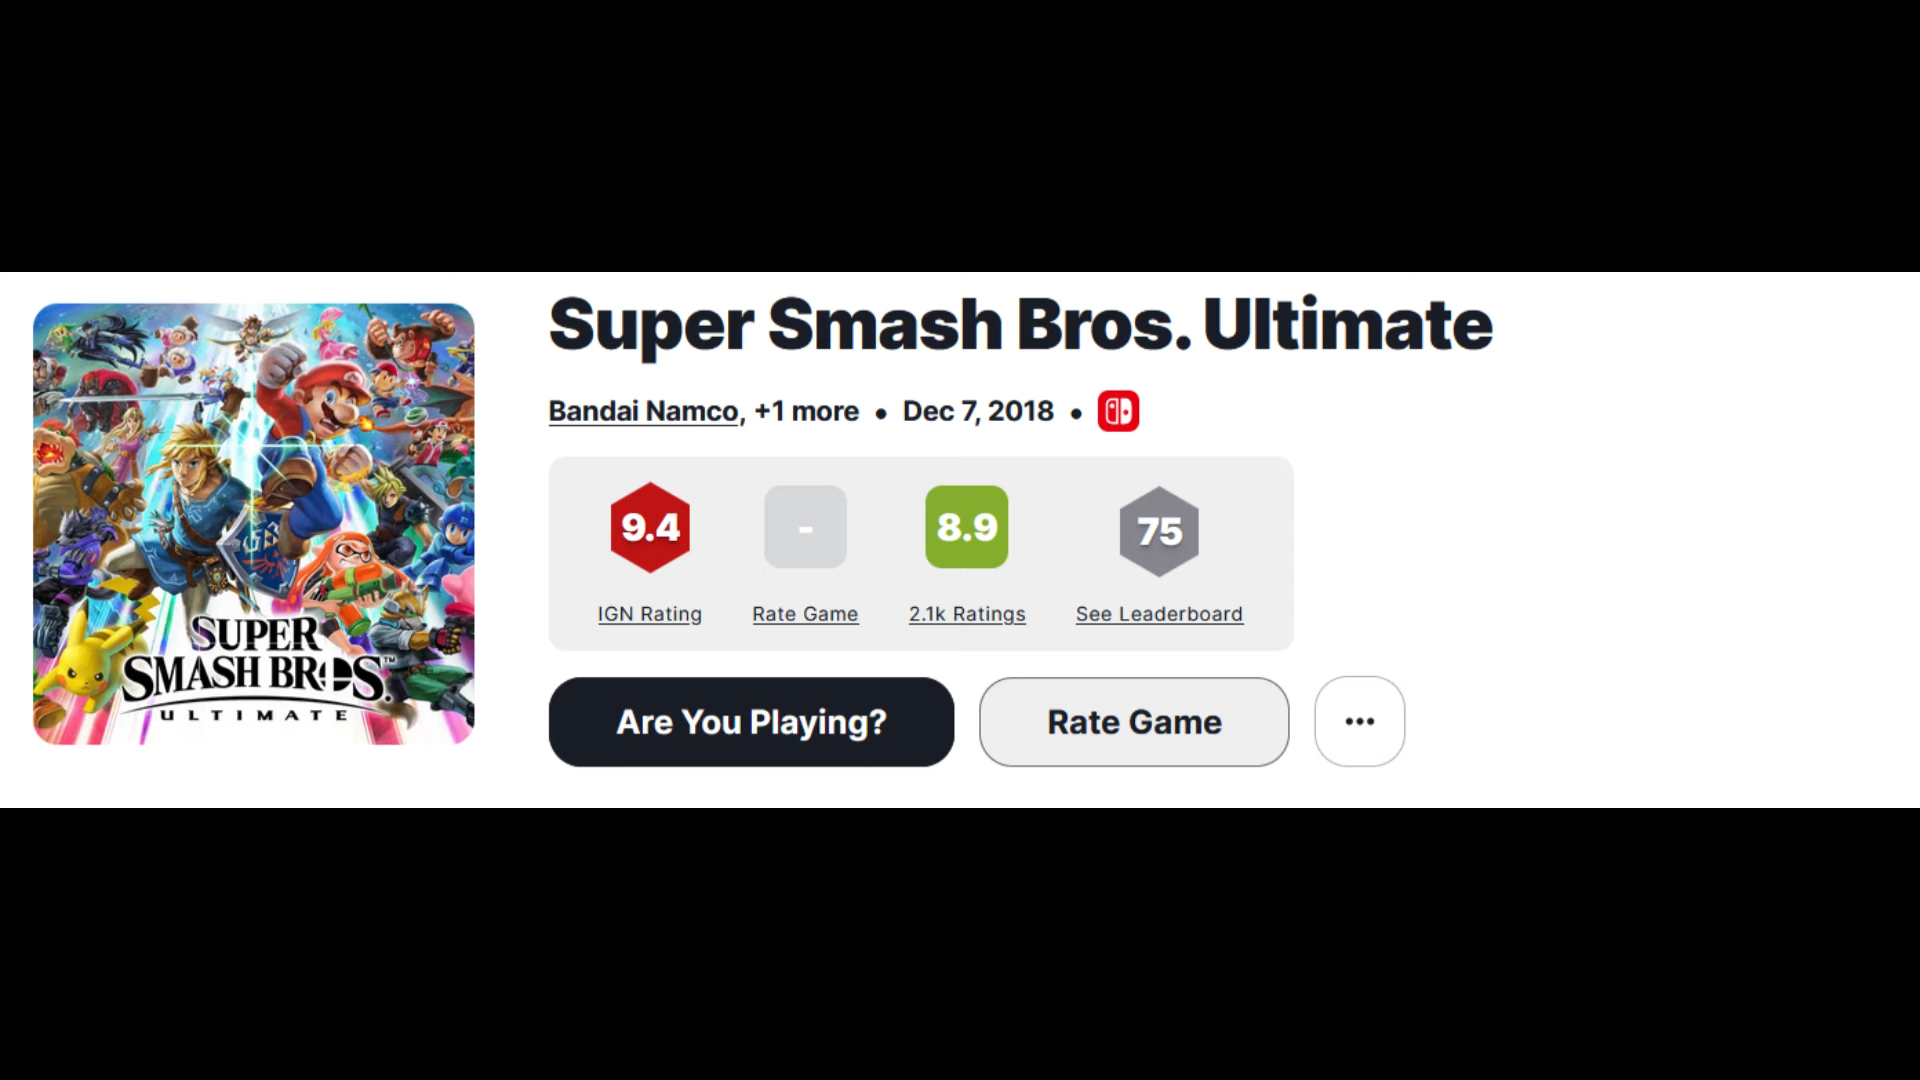 Super Smash Bros. Ultimate
Bandai Namco, +1 more • Dec 7, 2018 •
9.4 - 8.9 75
IGN Rating Rate Game 2.1k Ratings See Leaderboard
Are You Playing? Rate Game ...
SUPER
SMASH BROS.™
ULTIMATE